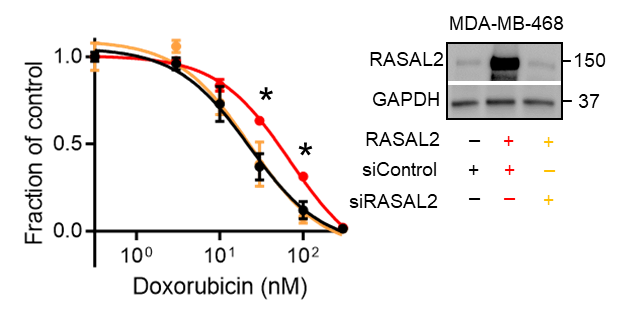 MDA-MB-468
RASAL2 150
GAPDH 37
RASAL2 − + +
siControl + + −
siRASAL2 − − +
Fraction of control
1.0
0.5
0.0
10⁰ 10¹ 10²
Doxorubicin (nM)
* *